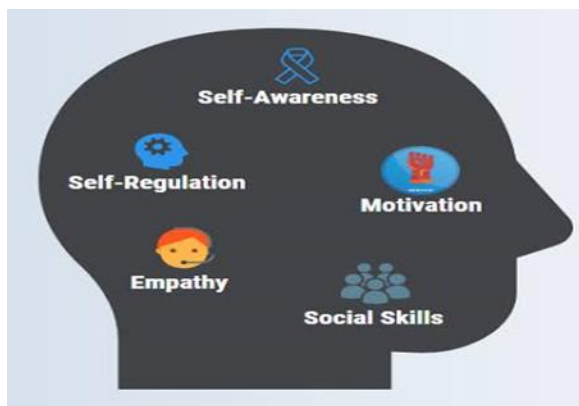 Self-Awareness
Self-Regulation
Motivation
Empathy
Social Skills